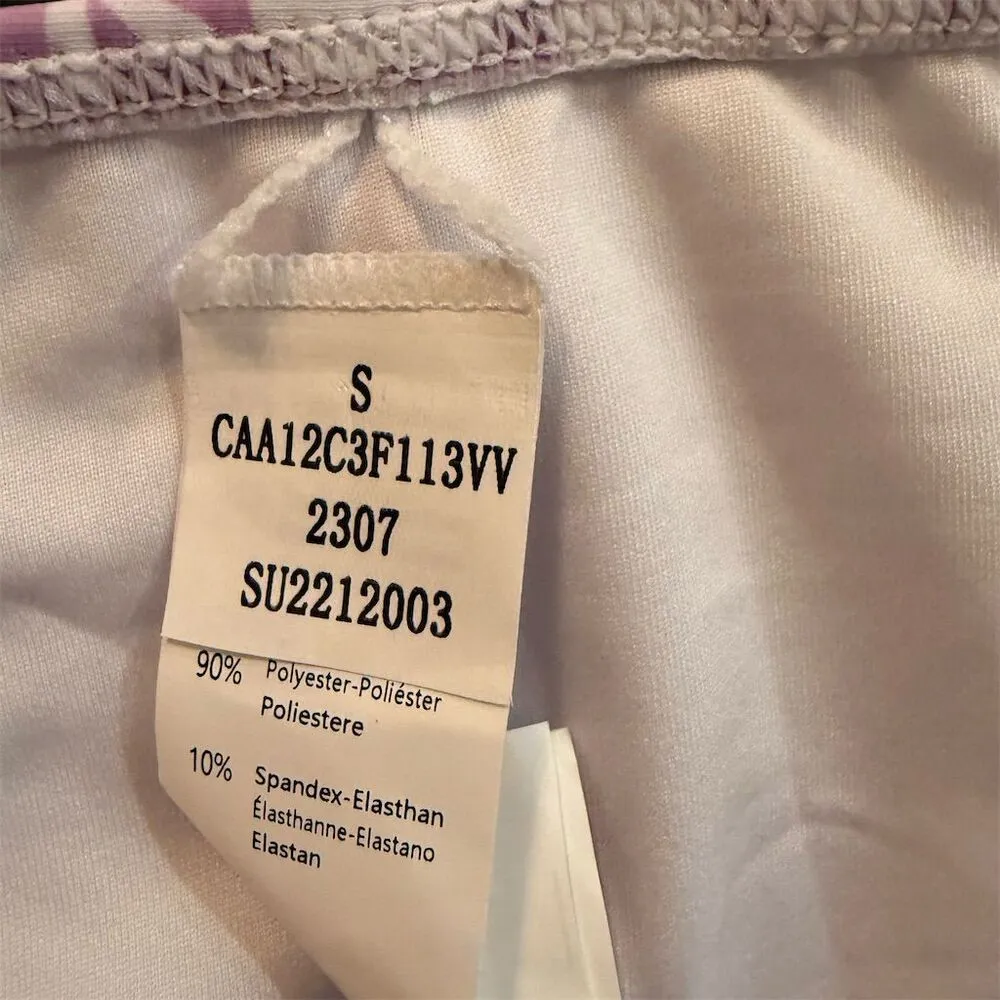 S
CAA12C3F113VV
2307
SU2212003
90% Polyester-Poliéster
Poliestere
10% Spandex-Elasthan
Élasthanne-Elastano
Elastan